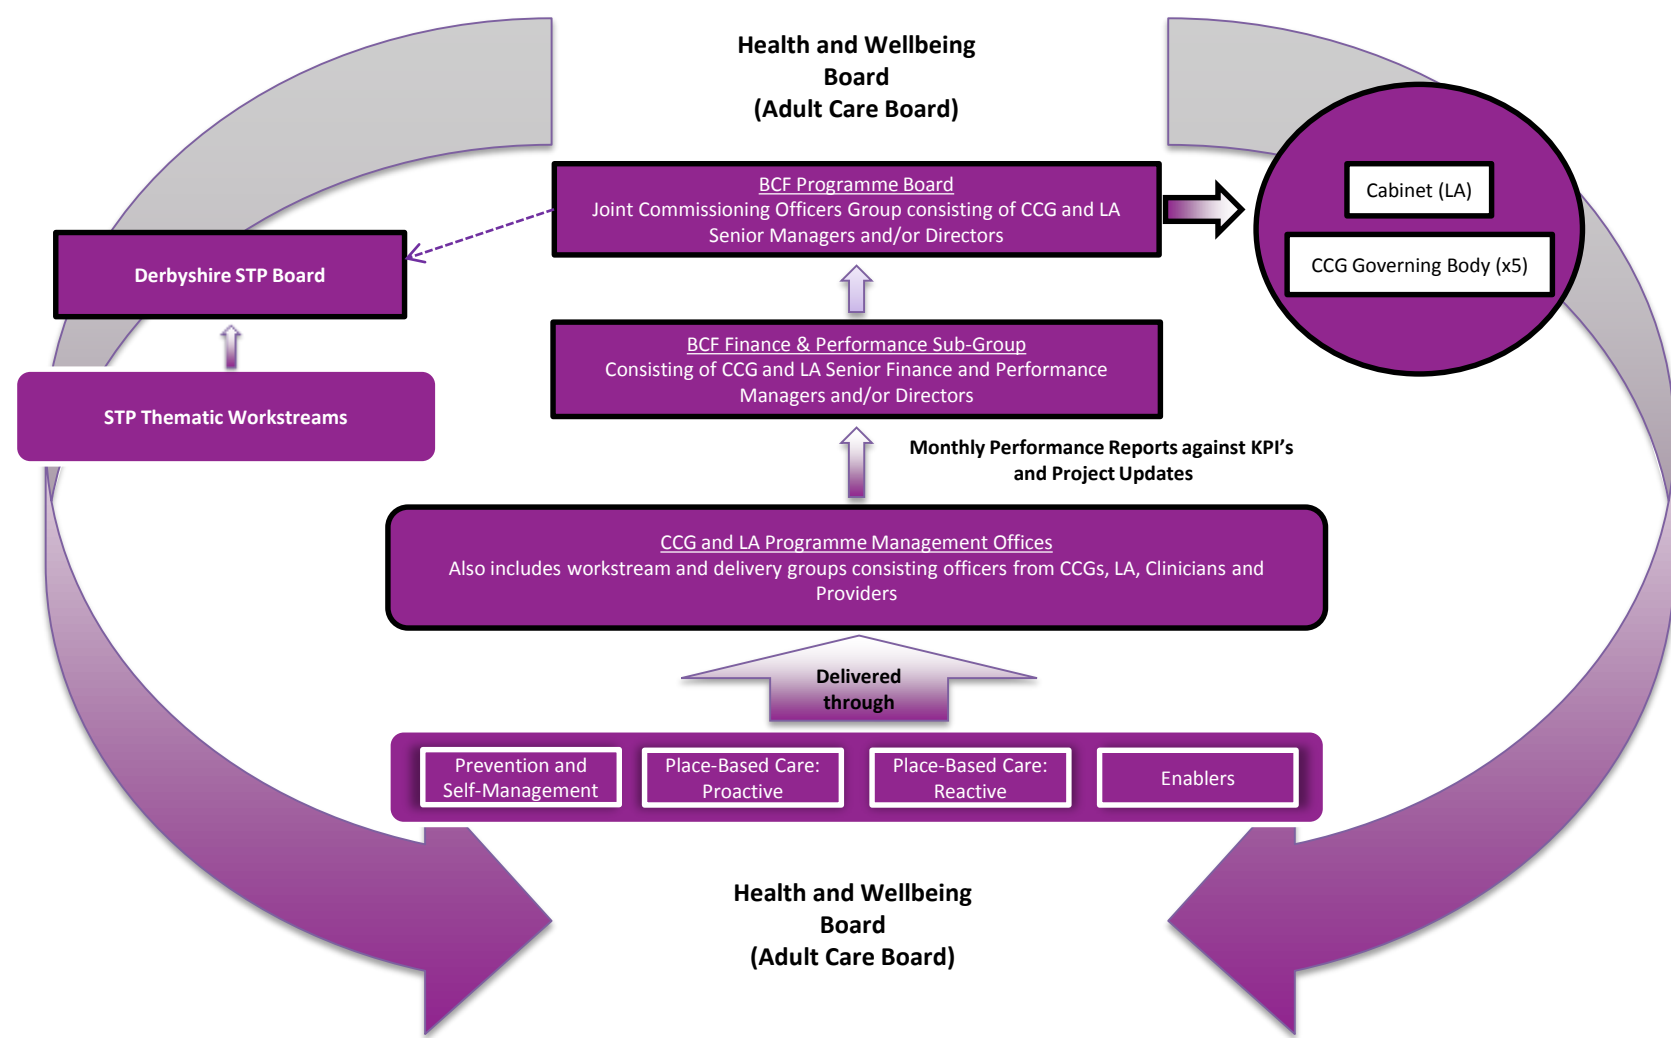 Health and Wellbeing
Board
(Adult Care Board)
BCF Programme Board
Joint Commissioning Officers Group consisting of CCG and LA
Senior Managers and/or Directors
Cabinet (LA)
CCG Governing Body (x5)
Derbyshire STP Board
BCF Finance & Performance Sub-Group
Consisting of CCG and LA Senior Finance and Performance
Managers and/or Directors
STP Thematic Workstreams
Monthly Performance Reports against KPI's
and Project Updates
CCG and LA Programme Management Offices
Also includes workstream and delivery groups consisting officers from CCGs, LA, Clinicians and
Providers
Delivered
through
Prevention and
Self-Management
Place-Based Care:
Proactive
Place-Based Care:
Reactive
Enablers
Health and Wellbeing
Board
(Adult Care Board)